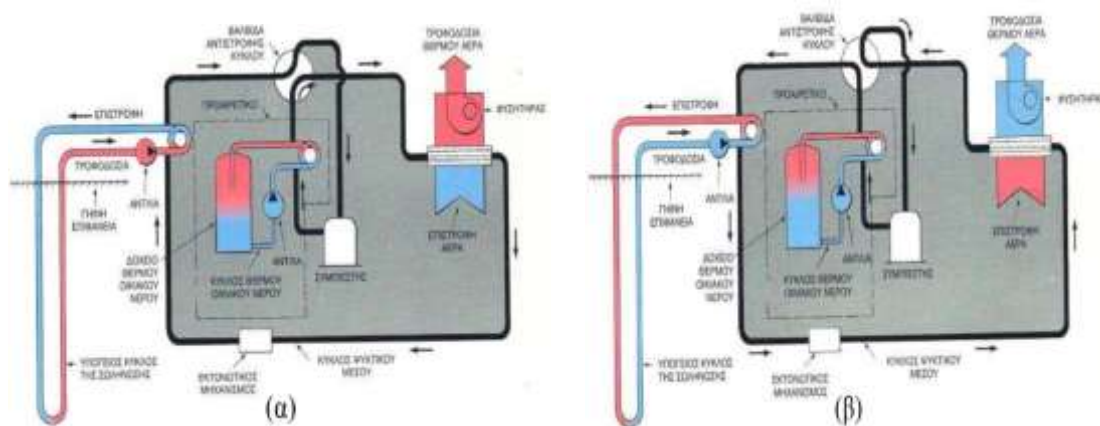 ΒΑΛΒΙΔΑ
ΑΝΤΙΣΤΡΟΦΗΣ
ΚΥΚΛΟΥ
ΤΡΟΦΟΔΟΣΙΑ
ΘΕΡΜΟΥ ΑΕΡΑ
ΦΥΣΗΤΗΡΑΣ
ΠΡΟΑΙΡΕΤΙΚΟ
ΕΠΙΣΤΡΟΦΗ
ΤΡΟΦΟΔΟΣΙΑ
ΑΝΤΛΙΑ
ΓΗΙΝΗ
ΕΠΙΦΑΝΕΙΑ
ΕΠΙΣΤΡΟΦΗ
ΑΕΡΑ
ΔΟΧΕΙΟ
ΘΕΡΜΟΥ
ΟΙΚΙΑΚΟΥ
ΝΕΡΟΥ
ΑΝΤΛΙΑ
ΣΥΜΠΙΕΣΤΗΣ
ΚΥΚΛΟΣ ΘΕΡΜΟΥ
ΟΙΚΙΑΚΟΥ ΝΕΡΟΥ
ΥΠΟΓΕΙΟΣ ΚΥΚΛΟΣ
ΤΗΣ ΣΩΛΗΝΩΣΗΣ
ΕΚΤΟΝΩΤΙΚΟΣ
ΜΗΧΑΝΙΣΜΟΣ
ΚΥΚΛΟΣ ΨΥΚΤΙΚΟΥ
ΜΕΣΟΥ
(α)
ΒΑΛΒΙΔΑ
ΑΝΤΙΣΤΡΟΦΗΣ
ΚΥΚΛΟΥ
ΤΡΟΦΟΔΟΣΙΑ
ΘΕΡΜΟΥ ΑΕΡΑ
ΦΥΣΗΤΗΡΑΣ
ΠΡΟΑΙΡΕΤΙΚΟ
ΕΠΙΣΤΡΟΦΗ
ΤΡΟΦΟΔΟΣΙΑ
ΑΝΤΛΙΑ
ΓΗΙΝΗ
ΕΠΙΦΑΝΕΙΑ
ΕΠΙΣΤΡΟΦΗ
ΑΕΡΑ
ΔΟΧΕΙΟ
ΘΕΡΜΟΥ
ΟΙΚΙΑΚΟΥ
ΝΕΡΟΥ
ΑΝΤΛΙΑ
ΣΥΜΠΙΕΣΤΗΣ
ΚΥΚΛΟΣ ΘΕΡΜΟΥ
ΟΙΚΙΑΚΟΥ ΝΕΡΟΥ
ΥΠΟΓΕΙΟΣ ΚΥΚΛΟΣ
ΤΗΣ ΣΩΛΗΝΩΣΗΣ
ΕΚΤΟΝΩΤΙΚΟΣ
ΜΗΧΑΝΙΣΜΟΣ
ΚΥΚΛΟΣ ΨΥΚΤΙΚΟΥ
ΜΕΣΟΥ
(β)